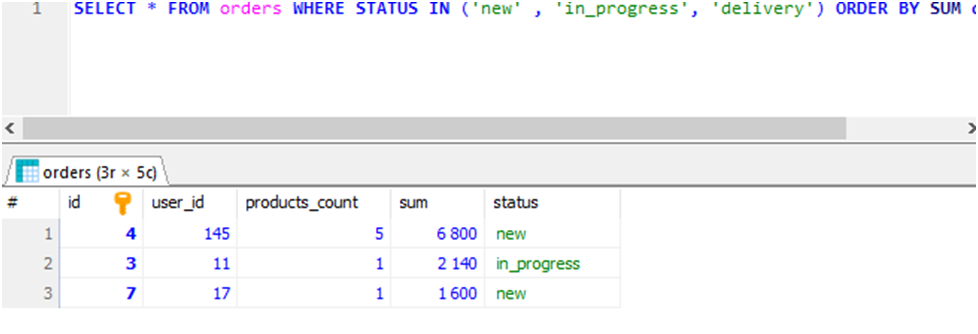 1 SELECT * FROM orders WHERE STATUS IN ('new' , 'in_progress', 'delivery') ORDER BY SUM
orders (3r × 5c)
# id user_id products_count sum status
1 4 145 5 6 800 new
2 3 11 1 2 140 in_progress
3 7 17 1 1 600 new